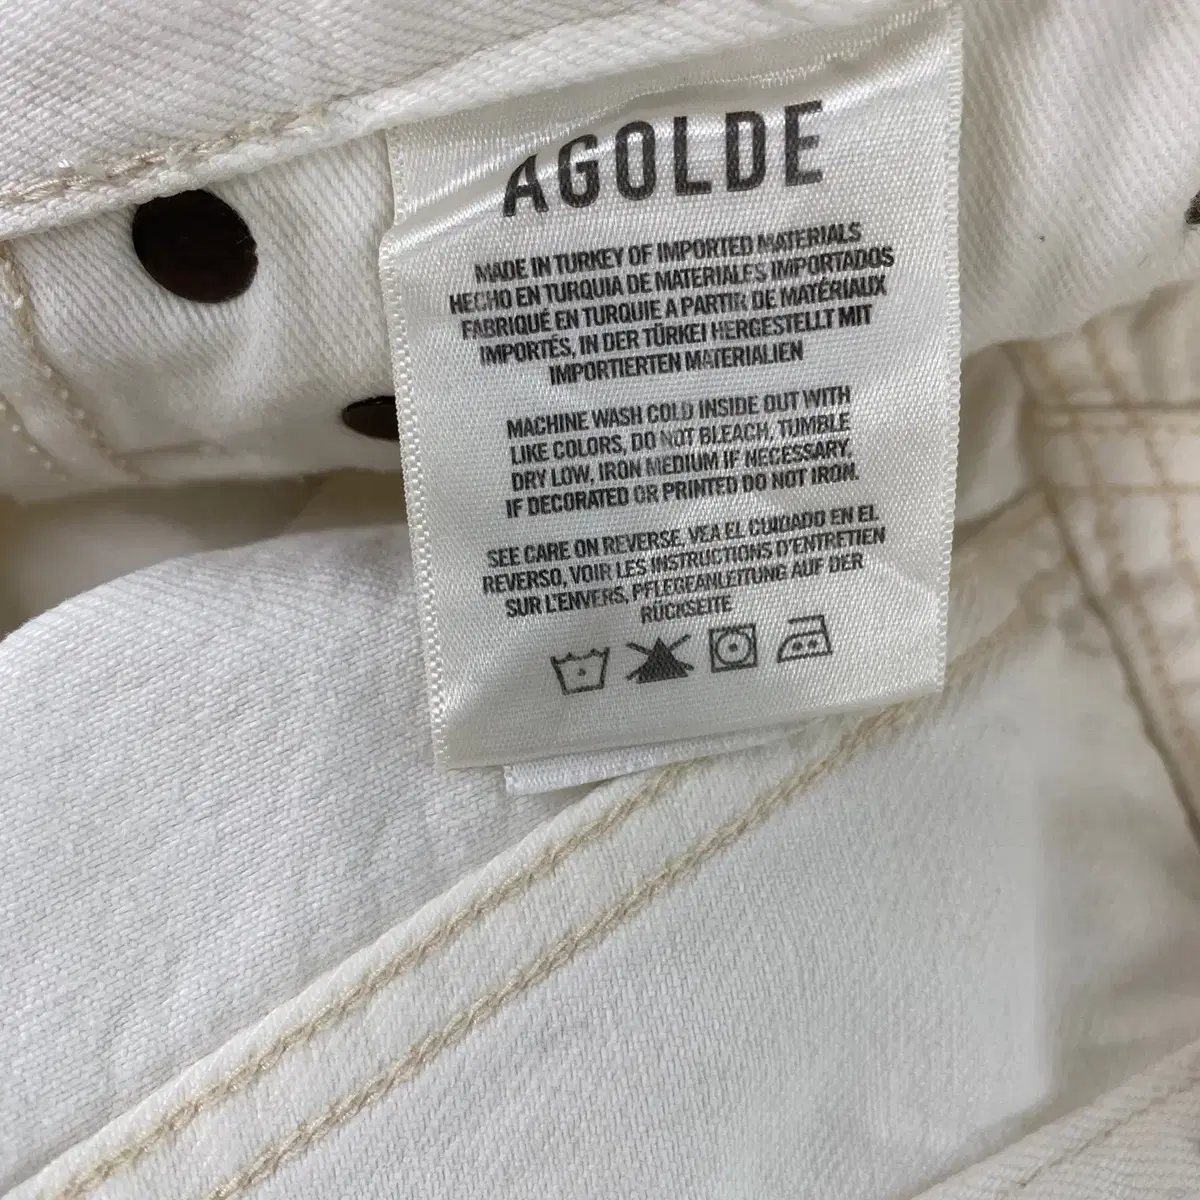 AGOLDE
MADE IN TURKEY OF IMPORTED MATERIALS
HECHO EN TURQUIA DE MATERIALES IMPORTADOS
FABRIQUÉ EN TURQUIE A PARTIR DE MATÉRIAUX
IMPORTÉS, IN DER TÜRKEI HERGESTELLT MIT
IMPORTIERTEN MATERIALIEN
MACHINE WASH COLD INSIDE OUT WITH
LIKE COLORS, DO NOT BLEACH, TUMBLE
DRY LOW, IRON MEDIUM IF NECESSARY.
IF DECORATED OR PRINTED DO NOT IRON.
SEE CARE ON REVERSE, VEA EL CUIDADO EN EL
REVERSO, VOIR LES INSTRUCTIONS D'ENTRETIEN
SUR L'ENVERS, PFLEGEANLEITUNG AUF DER
RÜCKSEITE